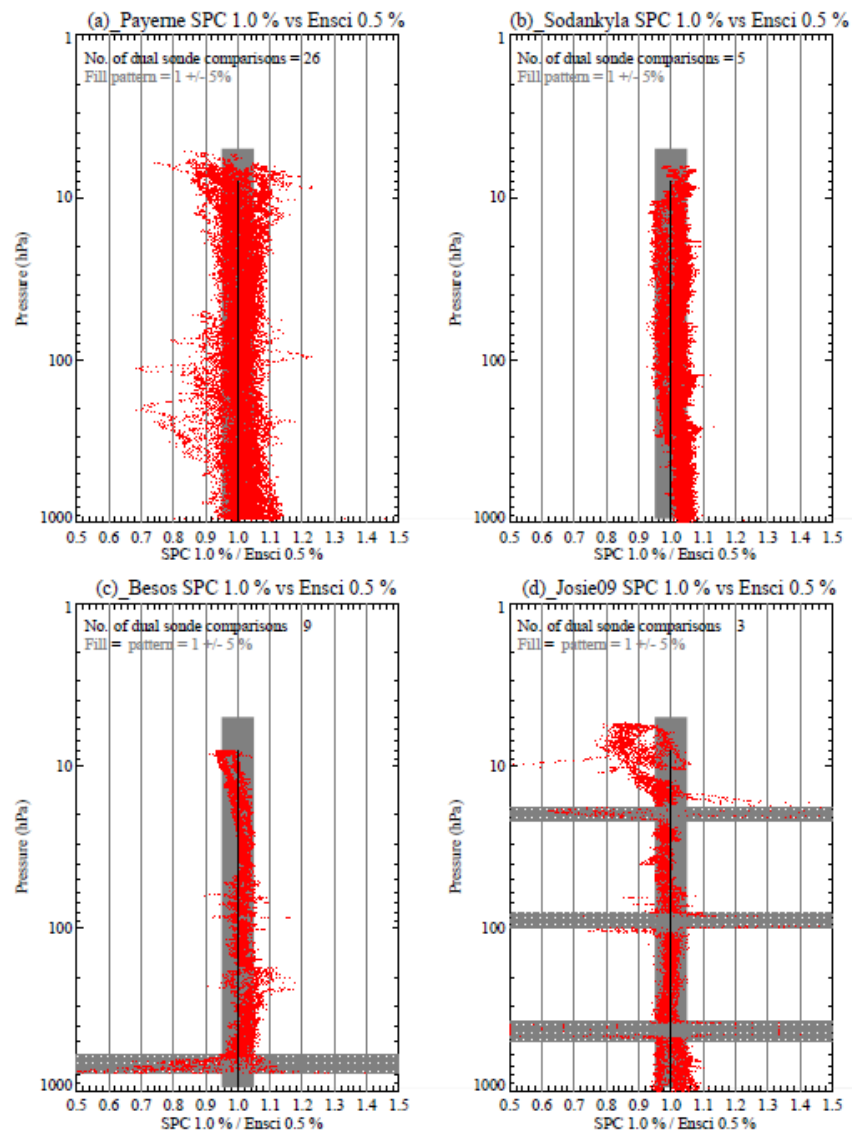 (a)_Payerne SPC 1.0 % vs Ensci 0.5 %
No. of dual sonde comparisons = 26
Fill pattern = 1 +/- 5%
1
10
100
1000
Pressure (hPa)
0.5 0.6 0.7 0.8 0.9 1.0 1.1 1.2 1.3 1.4 1.5
SPC 1.0 % / Ensci 0.5 %
(b)_Sodankyla SPC 1.0 % vs Ensci 0.5 %
No. of dual sonde comparisons = 5
Fill pattern = 1 +/- 5%
1
10
100
1000
Pressure (hPa)
0.5 0.6 0.7 0.8 0.9 1.0 1.1 1.2 1.3 1.4 1.5
SPC 1.0 % / Ensci 0.5 %
(c)_Besos SPC 1.0 % vs Ensci 0.5 %
No. of dual sonde comparisons 9
Fill = pattern = 1 +/- 5 %
1
10
100
1000
Pressure (hPa)
0.5 0.6 0.7 0.8 0.9 1.0 1.1 1.2 1.3 1.4 1.5
SPC 1.0 % / Ensci 0.5 %
(d)_Josie09 SPC 1.0 % vs Ensci 0.5 %
No. of dual sonde comparisons 3
Fill = pattern = 1 +/- 5 %
1
10
100
1000
Pressure (hPa)
0.5 0.6 0.7 0.8 0.9 1.0 1.1 1.2 1.3 1.4 1.5
SPC 1.0 % / Ensci 0.5 %